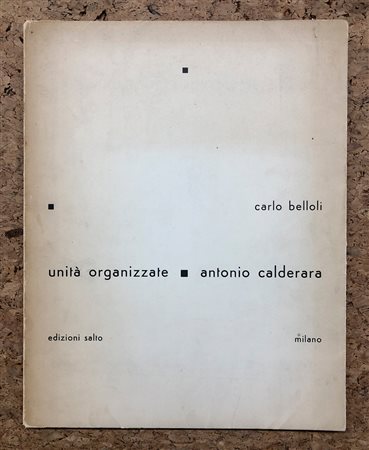 carlo belloli
unità organizzate ■ antonio calderara
edizioni salto milano